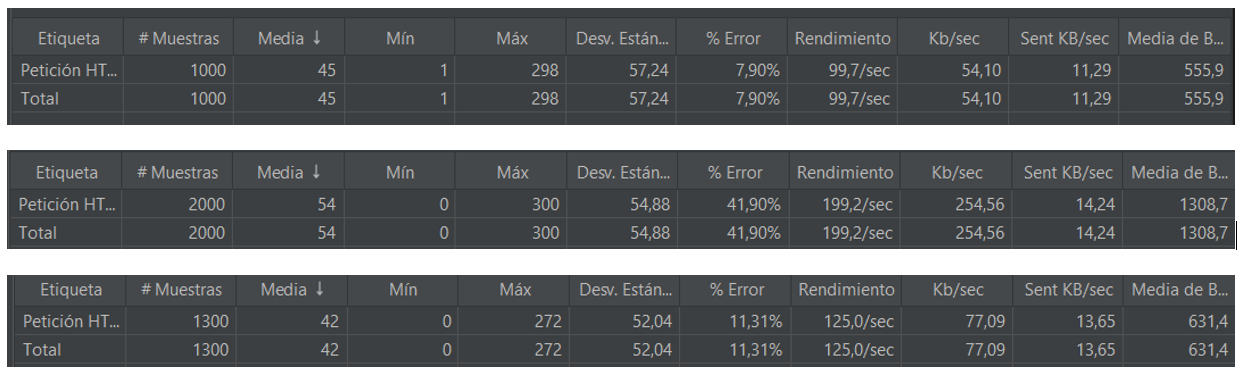 Etiqueta # Muestras Media ↓ Mín Máx Desv. Están... % Error Rendimiento Kb/sec Sent KB/sec Media de B...
Petición HT... 1000 45 1 298 57,24 7,90% 99,7/sec 54,10 11,29 555,9
Total 1000 45 1 298 57,24 7,90% 99,7/sec 54,10 11,29 555,9
Etiqueta # Muestras Media ↓ Mín Máx Desv. Están... % Error Rendimiento Kb/sec Sent KB/sec Media de B...
Petición HT... 2000 54 0 300 54,88 41,90% 199,2/sec 254,56 14,24 1308,7
Total 2000 54 0 300 54,88 41,90% 199,2/sec 254,56 14,24 1308,7
Etiqueta # Muestras Media ↓ Mín Máx Desv. Están... % Error Rendimiento Kb/sec Sent KB/sec Media de B...
Petición HT... 1300 42 0 272 52,04 11,31% 125,0/sec 77,09 13,65 631,4
Total 1300 42 0 272 52,04 11,31% 125,0/sec 77,09 13,65 631,4